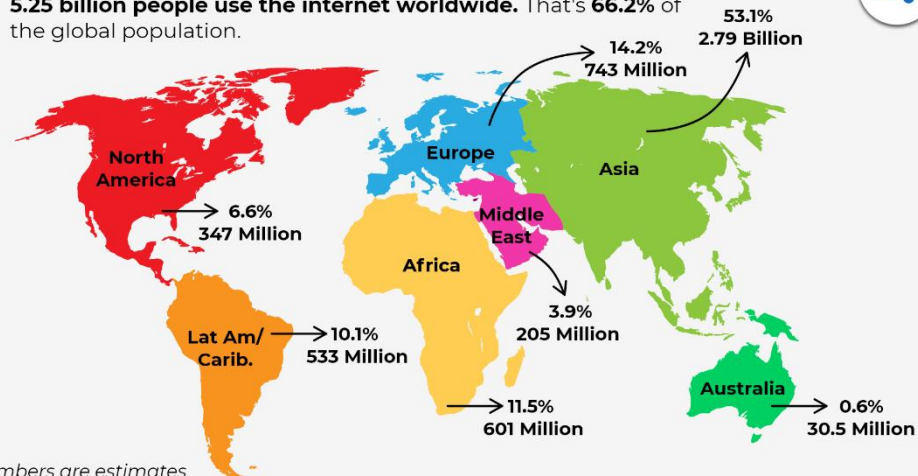 5.25 billion people use the internet worldwide. That's 66.2% of
the global population.
53.1%
2.79 Billion
14.2%
743 Million
North
America
Europe
Asia
6.6%
347 Million
Middle
East
Africa
3.9%
205 Million
Lat Am/
Carib.
10.1%
533 Million
Australia
11.5%
601 Million
0.6%
30.5 Million
are estimates